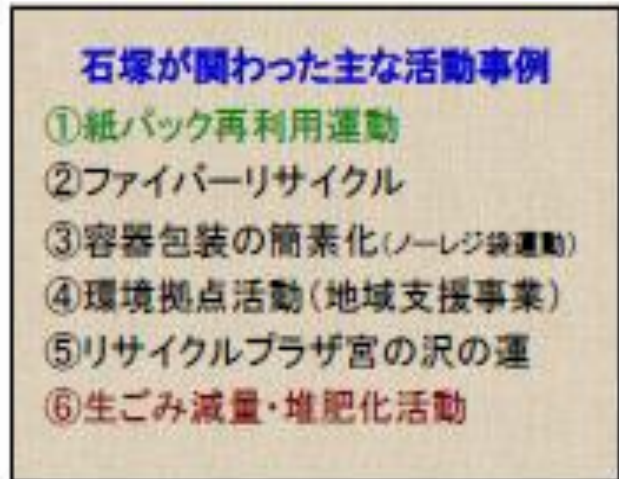 石塚が関わった主な活動事例
①紙パック再利用運動
②ファイバーリサイクル
③容器包装の簡素化(ノーレジ袋運動)
④環境拠点活動(地域支援事業)
⑤リサイクルプラザ宮の沢の運
⑥生ごみ減量・堆肥化活動